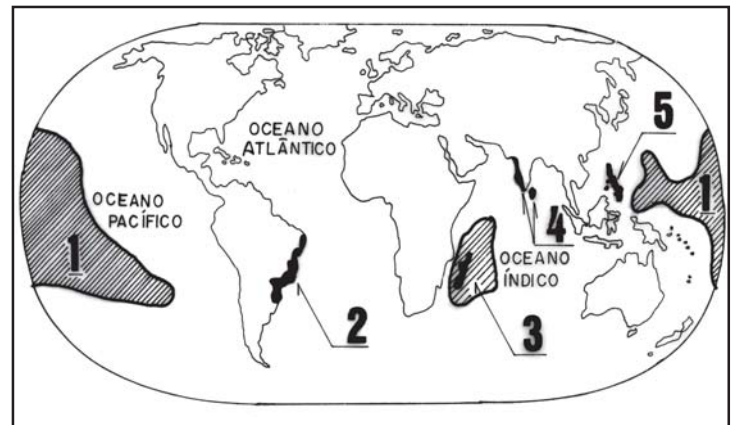 5
OCEANO
ATLÂNTICO
OCEANO
PACÍFICO
1
1
4
OCEANO
ÍNDICO
2
3